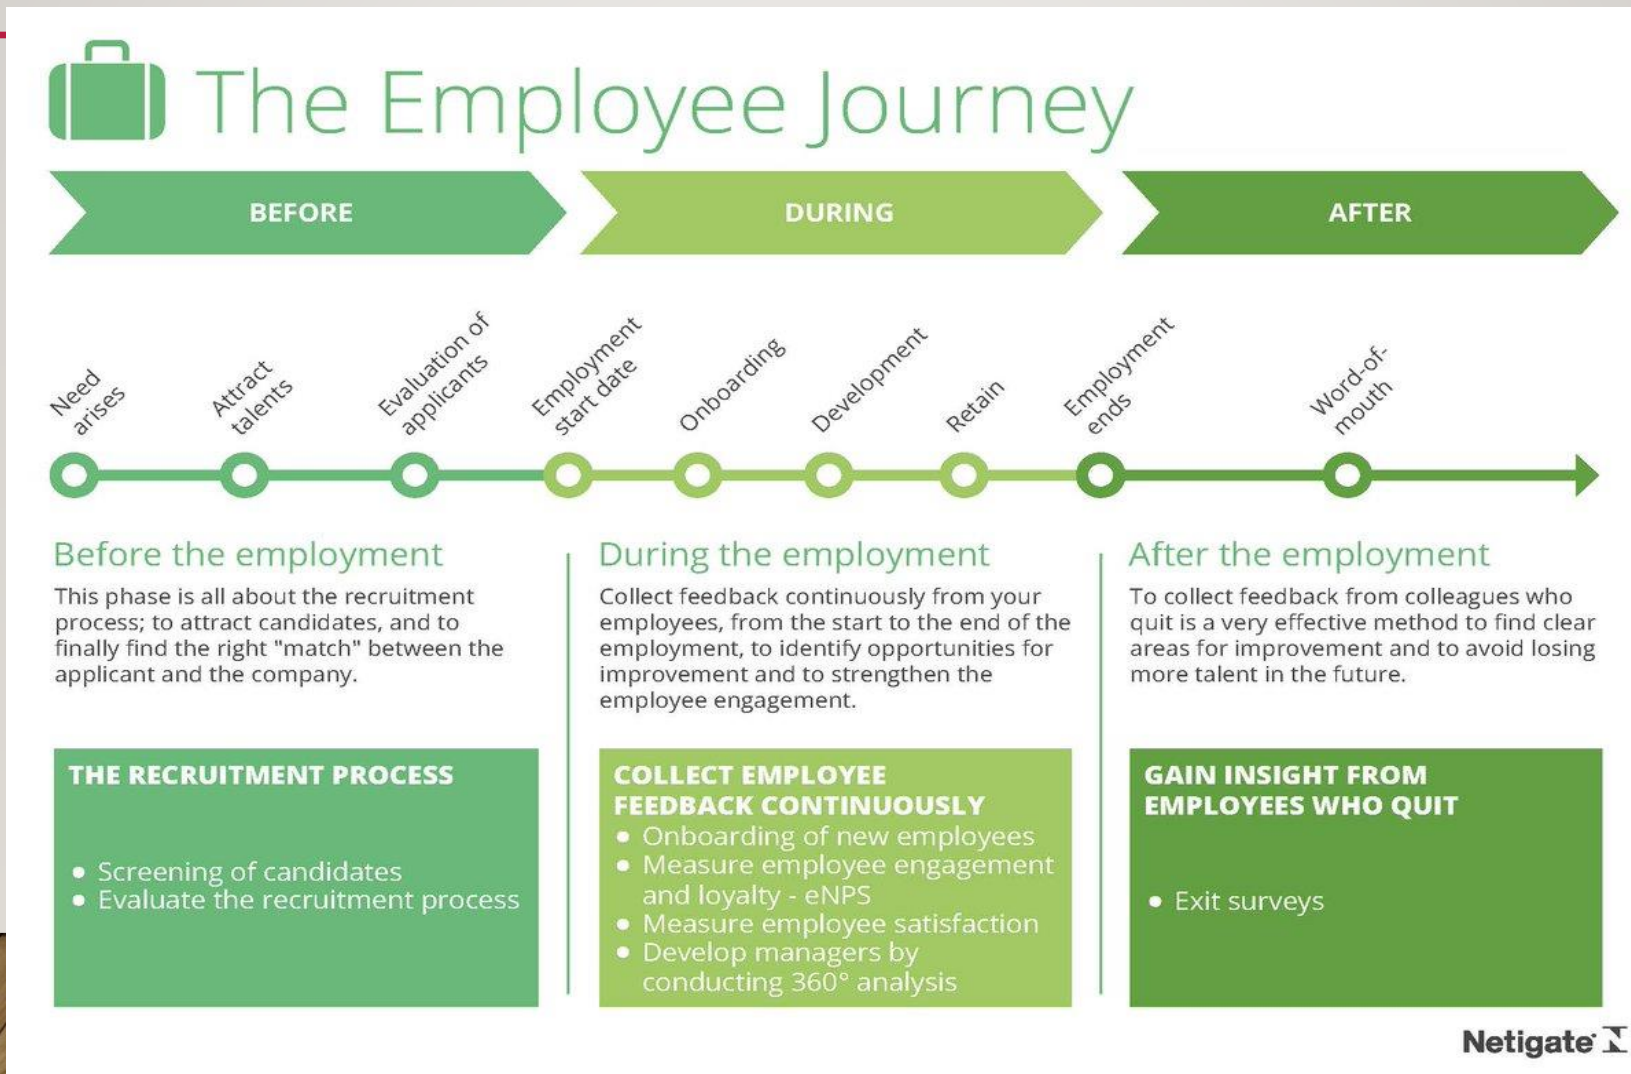 The Employee Journey
BEFORE
DURING
AFTER
Need
arises
Attract
talents
Evaluation of
applicants
Employment
start date
Onboarding
Development
Retain
Employment
ends
Word-of-
mouth
Before the employment
This phase is all about the recruitment
process; to attract candidates, and to
finally find the right "match" between the
applicant and the company.
THE RECRUITMENT PROCESS
• Screening of candidates
• Evaluate the recruitment process
During the employment
Collect feedback continuously from your
employees, from the start to the end of the
employment, to identify opportunities for
improvement and to strengthen the
employee engagement.
COLLECT EMPLOYEE
FEEDBACK CONTINUOUSLY
• Onboarding of new employees
• Measure employee engagement
and loyalty - eNPS
• Measure employee satisfaction
• Develop managers by
conducting 360° analysis
After the employment
To collect feedback from colleagues who
quit is a very effective method to find clear
areas for improvement and to avoid losing
more talent in the future.
GAIN INSIGHT FROM
EMPLOYEES WHO QUIT
• Exit surveys
Netigate